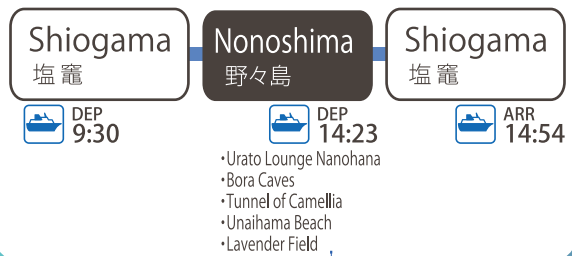 Shiogama
塩竈
DEP
9:30
Nonoshima
野々島
DEP
14:23
・Urato Lounge Nanohana
・Bora Caves
・Tunnel of Camellia
・Unaihama Beach
・Lavender Field
Shiogama
塩竈
ARR
14:54